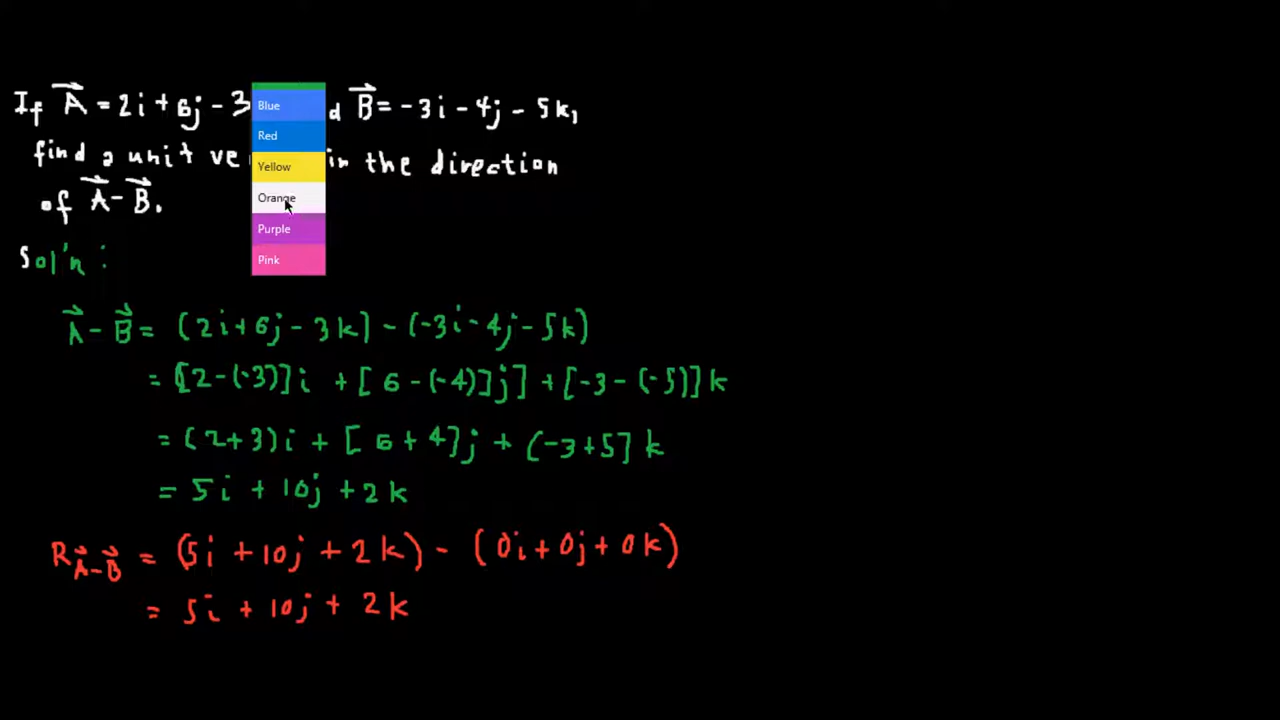 If A = 2i + 6j - 3 d B = -3i - 4j - 5k,
find a unit ve in the direction
of A - B.
Sol'n :
A - B = (2i + 6j - 3k) - (-3i - 4j - 5k)
= ([2 - (-3)]i + [6 - (-4)]j] + [-3 - (-5)]k
= (2+3)i + [6+4]j + (-3+5]k
= 5i + 10j + 2k
R A-B = (5i + 10j + 2k) - (0i + 0j + 0k)
= 5i + 10j + 2k
Blue
Red
Yellow
Orange
Purple
Pink